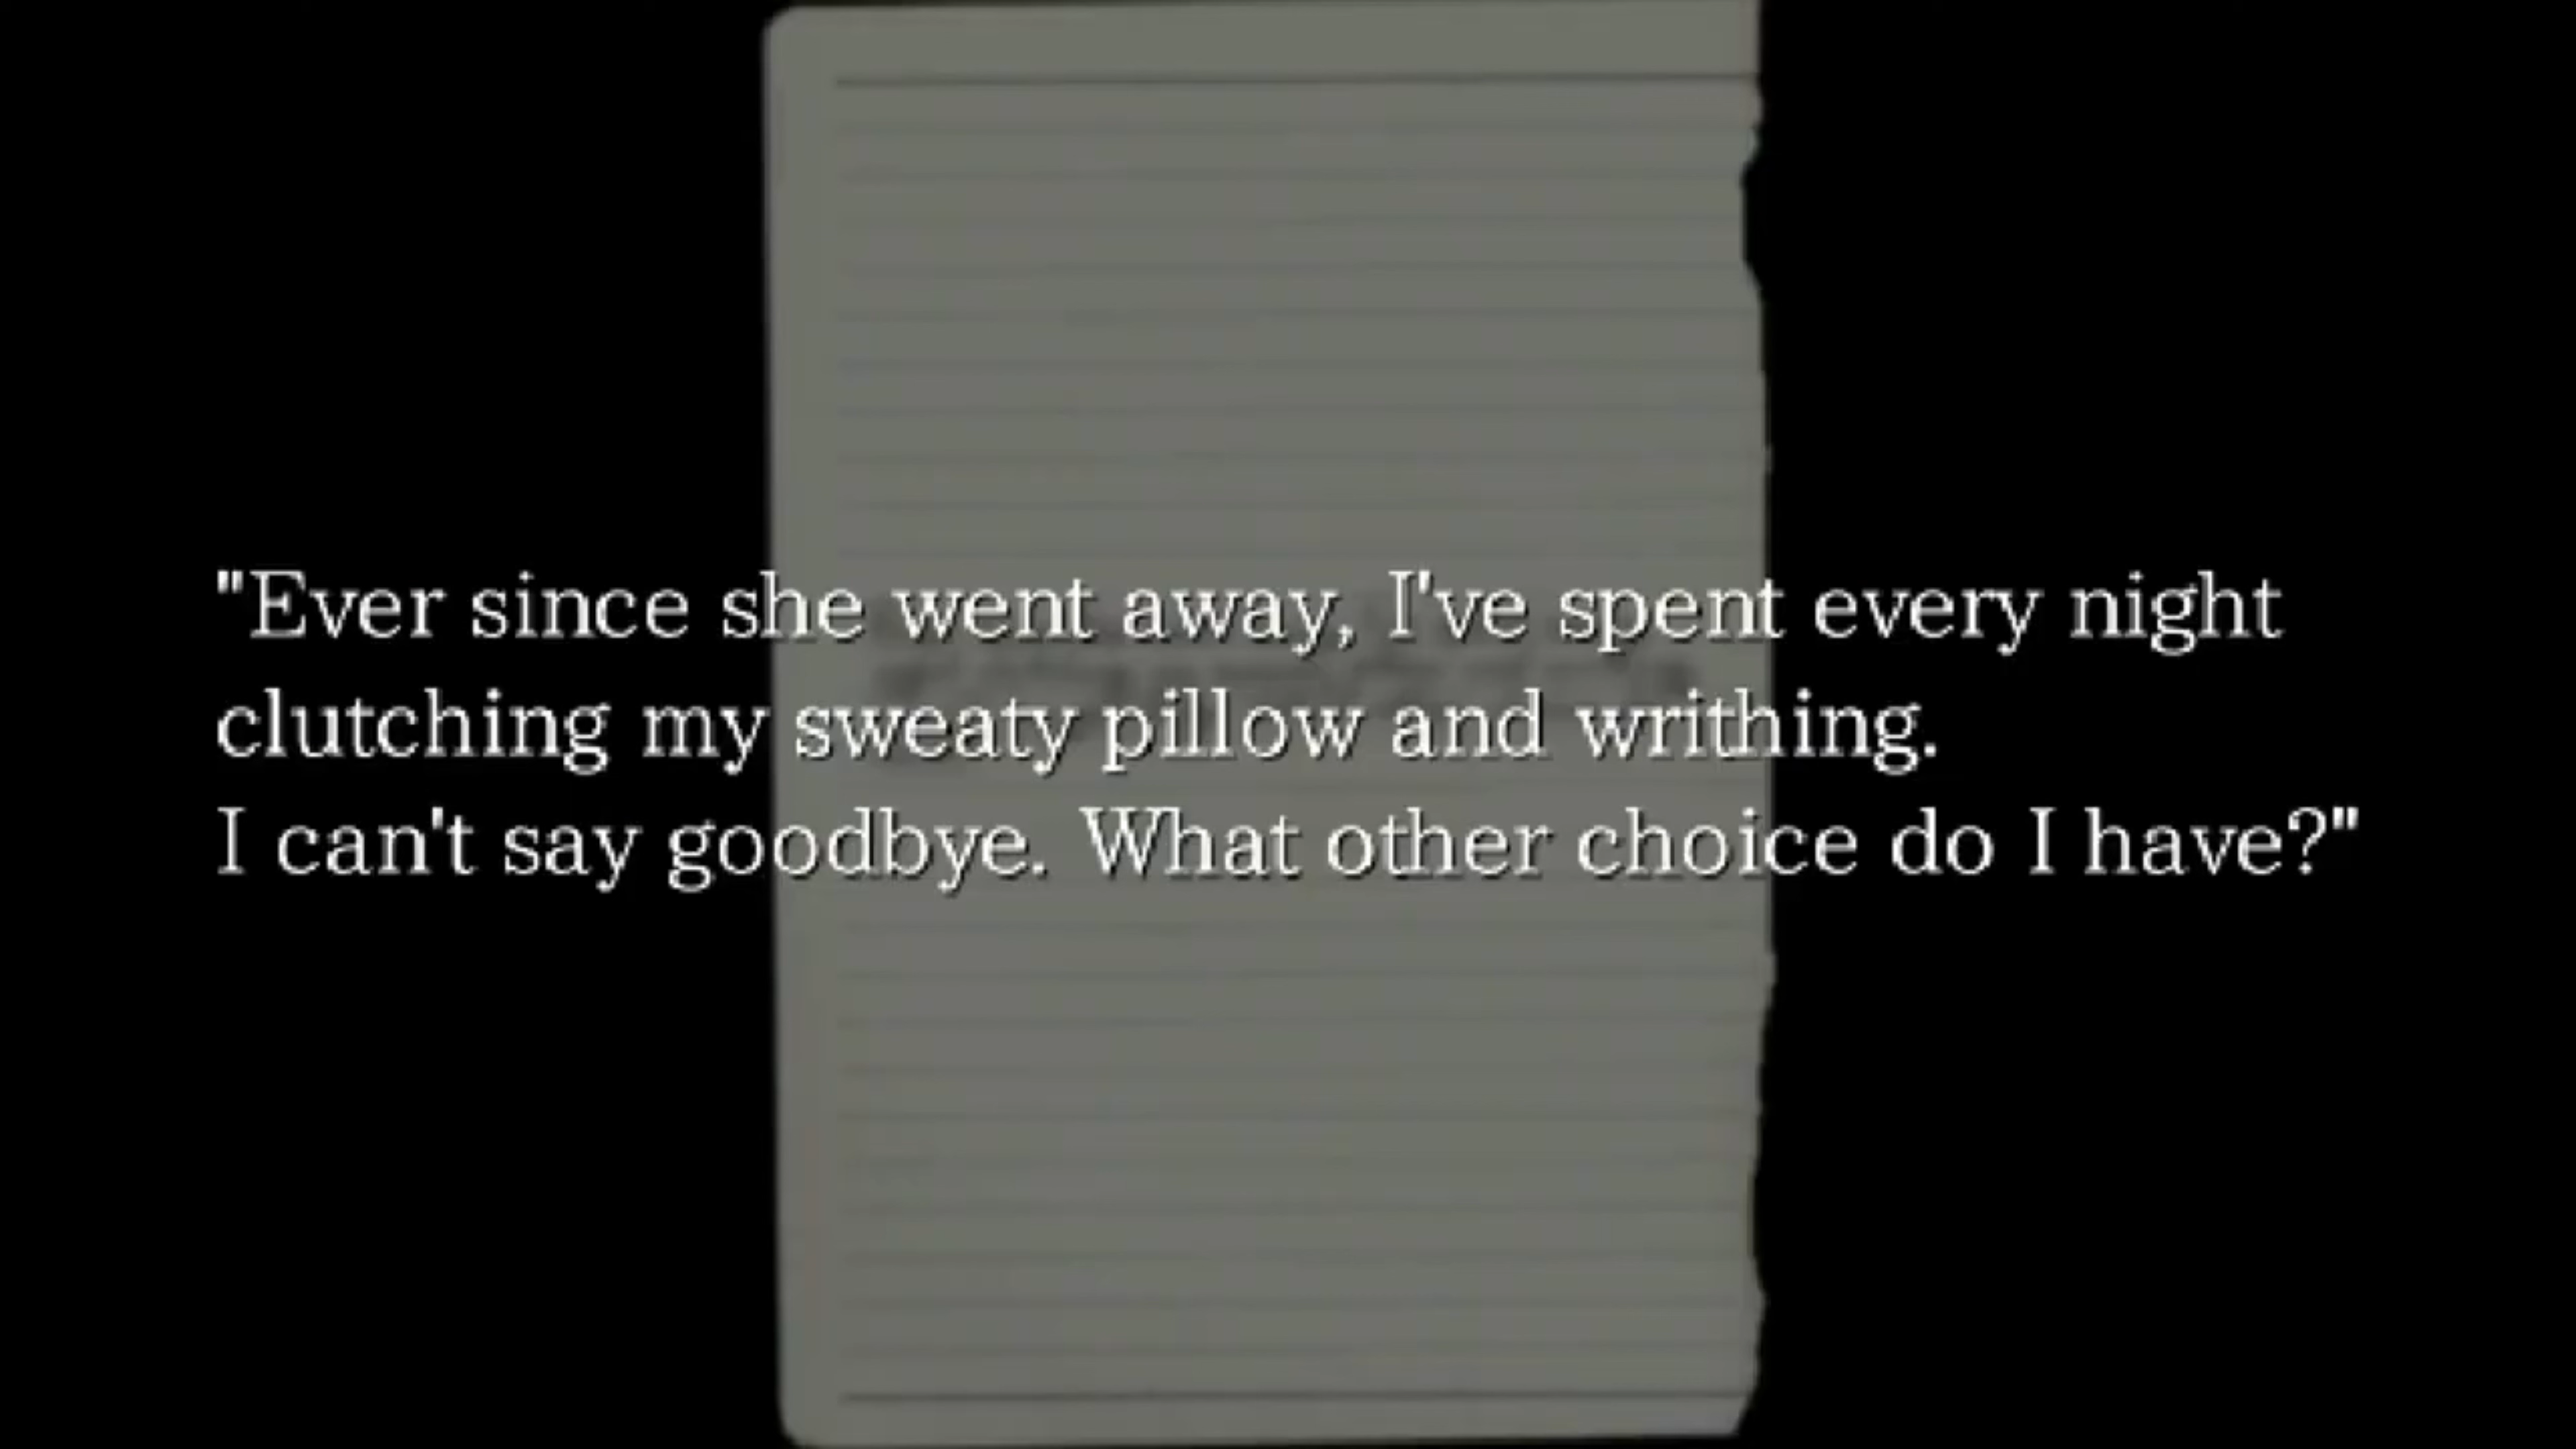 "Ever since she went away, I've spent every night
clutching my sweaty pillow and writhing.
I can't say goodbye. What other choice do I have?"